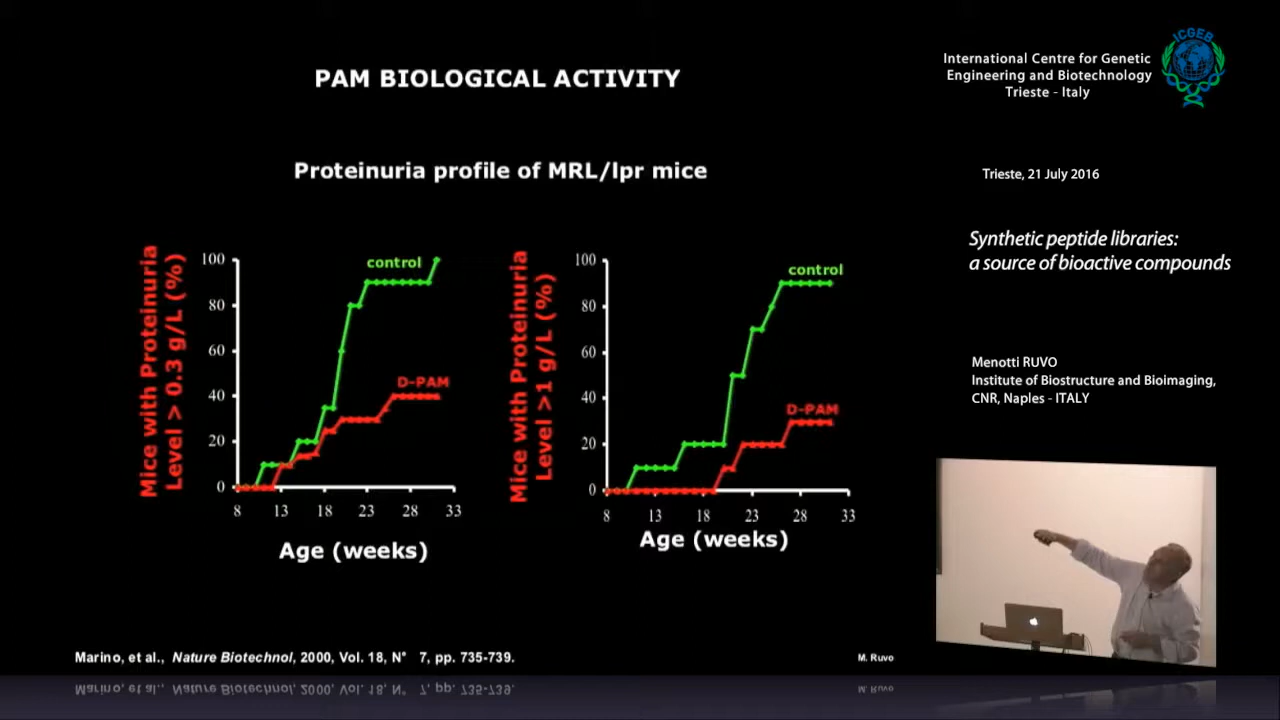 PAM BIOLOGICAL ACTIVITY
Proteinuria profile of MRL/lpr mice
Mice with Proteinuria
Level > 0.3 g/L (%)
100
80
60
40
20
0
control
D-PAM
8 13 18 23 28 33
Age (weeks)
Mice with Proteinuria
Level >1 g/L (%)
100
80
60
40
20
0
control
D-PAM
8 13 18 23 28 33
Age (weeks)
Marino, et al., Nature Biotechnol, 2000, Vol. 18, N° 7, pp. 735-739.
M. Ruvo
International Centre for Genetic
Engineering and Biotechnology
Trieste - Italy
ICGEB
Trieste, 21 July 2016
Synthetic peptide libraries:
a source of bioactive compounds
Menotti RUVO
Institute of Biostructure and Bioimaging,
CNR, Naples - ITALY